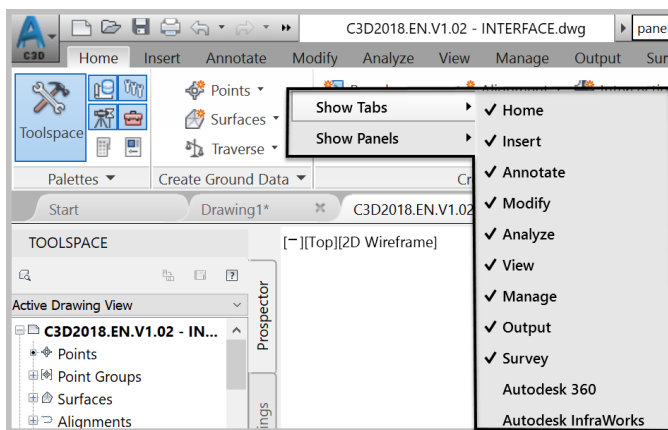 C3D2018.EN.V1.02 - INTERFACE.dwg
C3D
Home Insert Annotate Modify Analyze View Manage Output
Points
Surfaces
Traverse
Toolspace
Palettes
Create Ground Data
Show Tabs
Show Panels
Home
Insert
Annotate
Modify
Analyze
View
Manage
Output
Survey
Autodesk 360
Autodesk InfraWorks
Start Drawing1* C3D2018.EN.V1.02
TOOLSPACE
[−][Top][2D Wireframe]
Active Drawing View
C3D2018.EN.V1.02 - IN...
Points
Point Groups
Surfaces
Alignments
Prospector